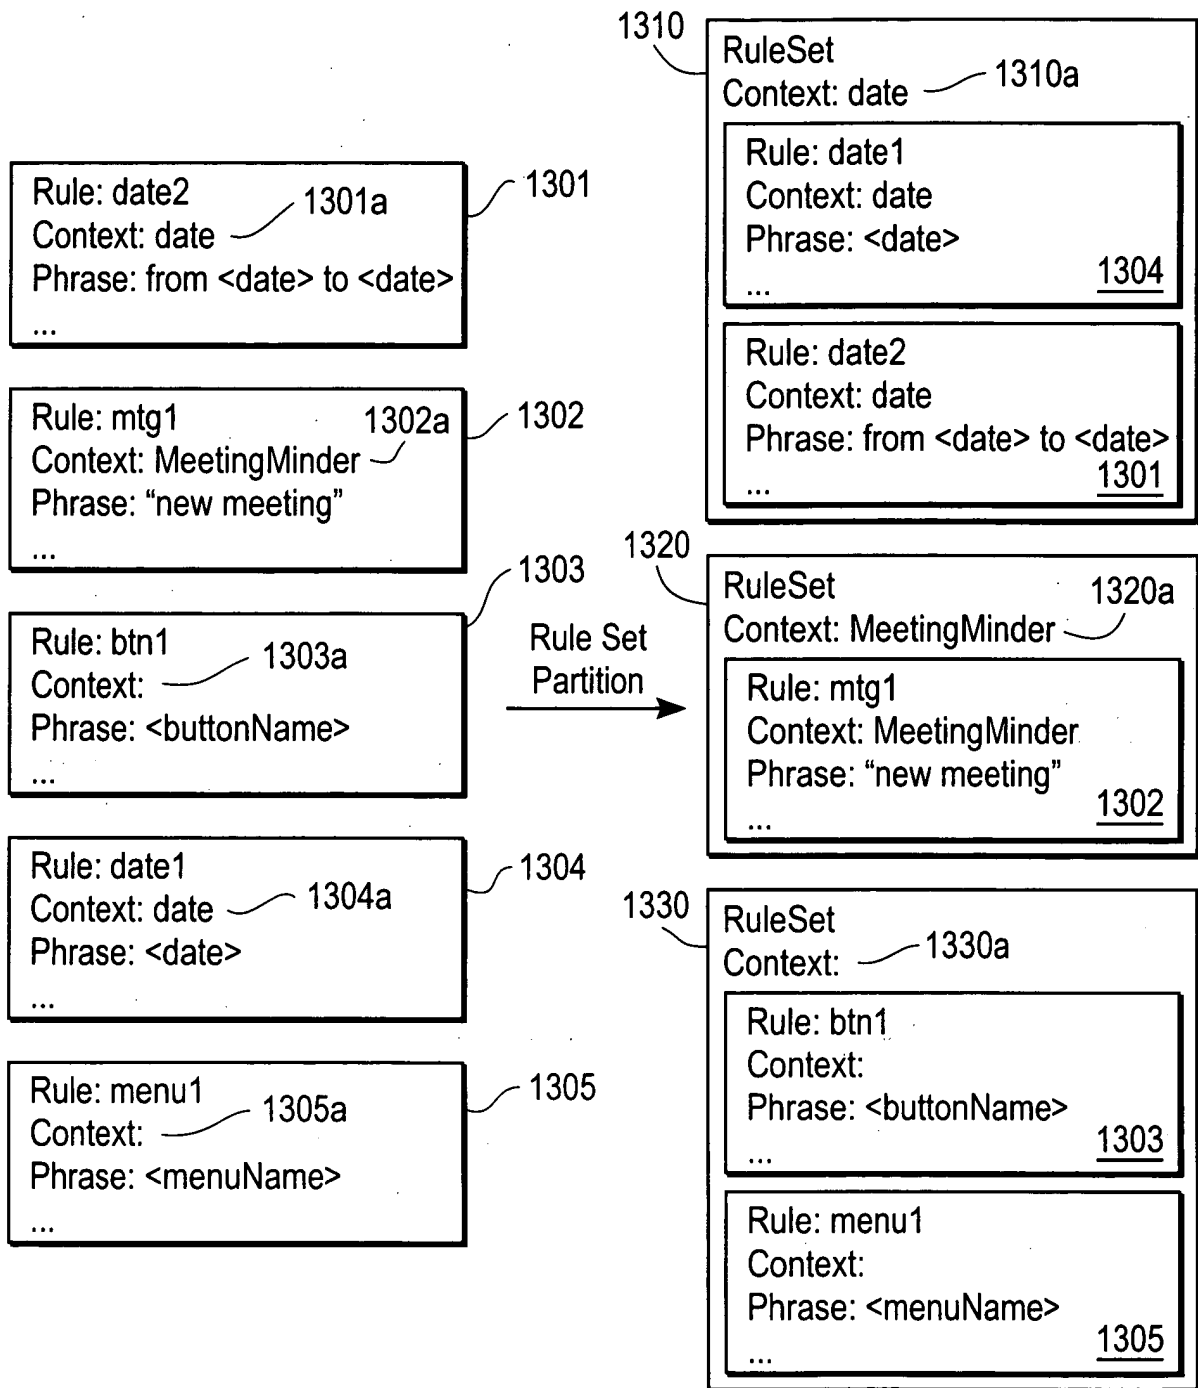 Rule: date2
1301a
Context: date
Phrase: from <date> to <date>
...
1301
Rule: mtg1
1302a
Context: MeetingMinder
Phrase: “new meeting”
...
1302
Rule: btn1
1303a
Context:
Phrase: <buttonName>
...
1303
Rule: date1
1304a
Context: date
Phrase: <date>
...
1304
Rule: menu1
1305a
Context:
Phrase: <menuName>
...
1305
Rule Set
Partition
1310
RuleSet
1310a
Context: date
Rule: date1
Context: date
Phrase: <date>
1304
...
Rule: date2
Context: date
Phrase: from <date> to <date>
1301
...
1320
RuleSet
1320a
Context: MeetingMinder
Rule: mtg1
Context: MeetingMinder
Phrase: “new meeting”
1302
...
1330
RuleSet
1330a
Context:
Rule: btn1
Context:
Phrase: <buttonName>
1303
...
Rule: menu1
Context:
Phrase: <menuName>
1305
...